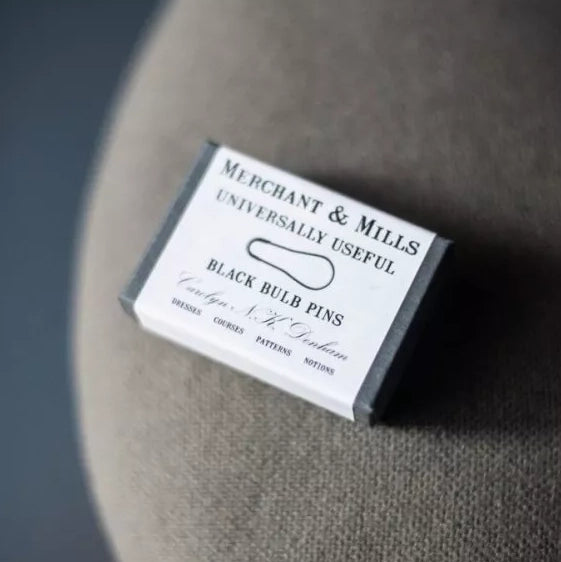 MERCHANT & MILLS
UNIVERSALLY USEFUL
BLACK BULB PINS
Carolyn N.K. Denham
DRESSES COURSES PATTERNS NOTIONS